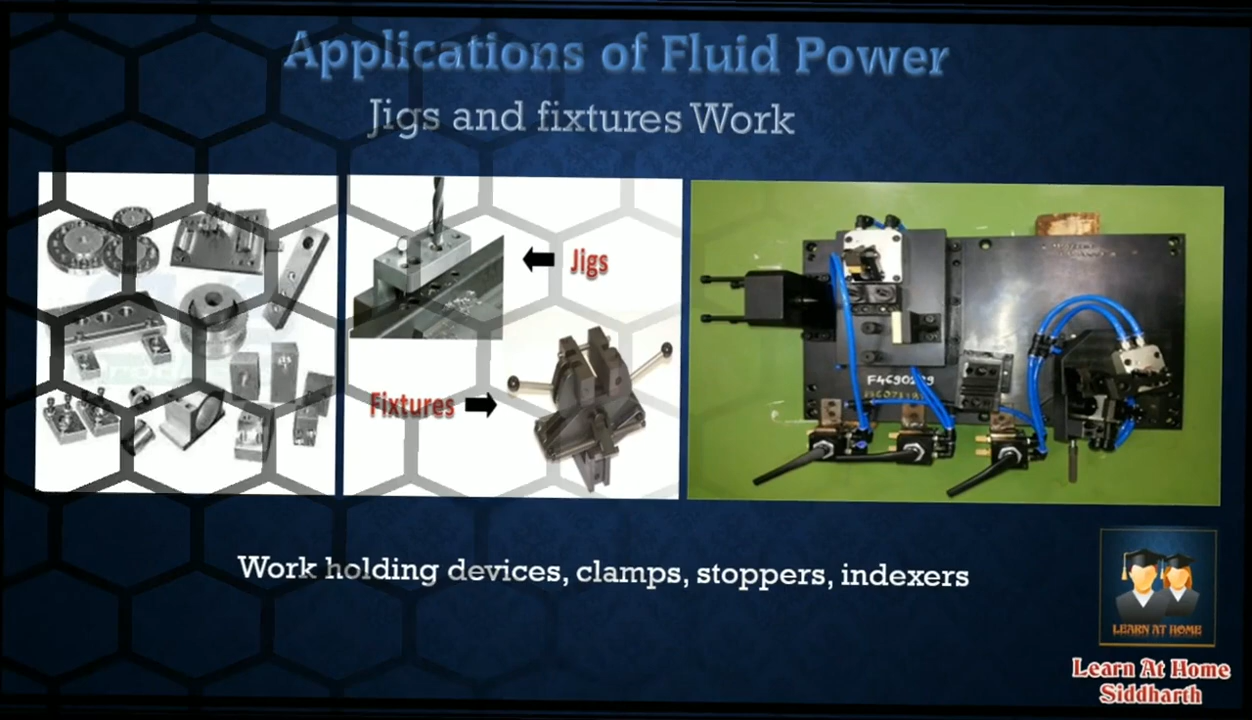 Applications of Fluid Power
Jigs and fixtures Work
Jigs
Fixtures
Work holding devices, clamps, stoppers, indexers
LEARN AT HOME
Learn At Home
Siddharth